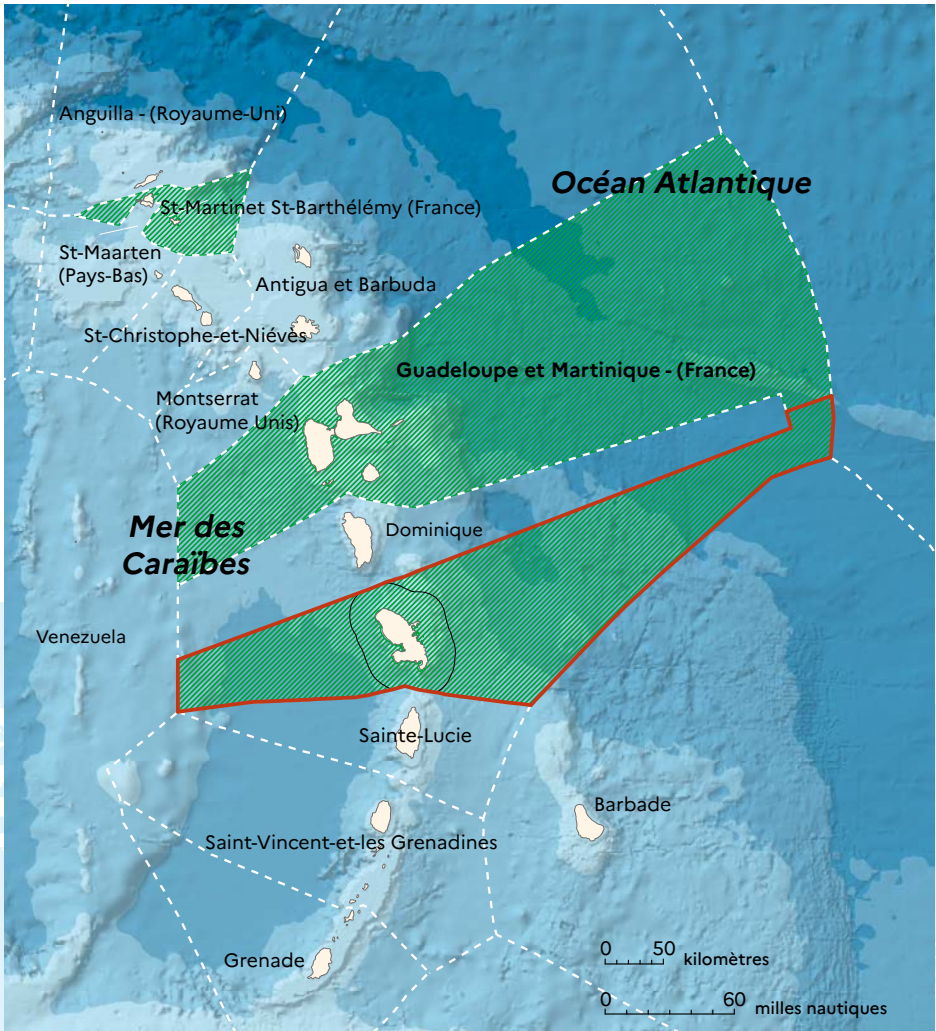 Anguilla - (Royaume-Uni)
Océan Atlantique
St-Martinet St-Barthélémy (France)
St-Maarten
(Pays-Bas)
Antigua et Barbuda
St-Christophe-et-Niévès
Guadeloupe et Martinique - (France)
Montserrat
(Royaume Unis)
Mer des
Caraïbes
Dominique
Venezuela
Sainte-Lucie
Barbade
Saint-Vincent-et-les Grenadines
Grenade
0 50 kilomètres
0 60 milles nautiques